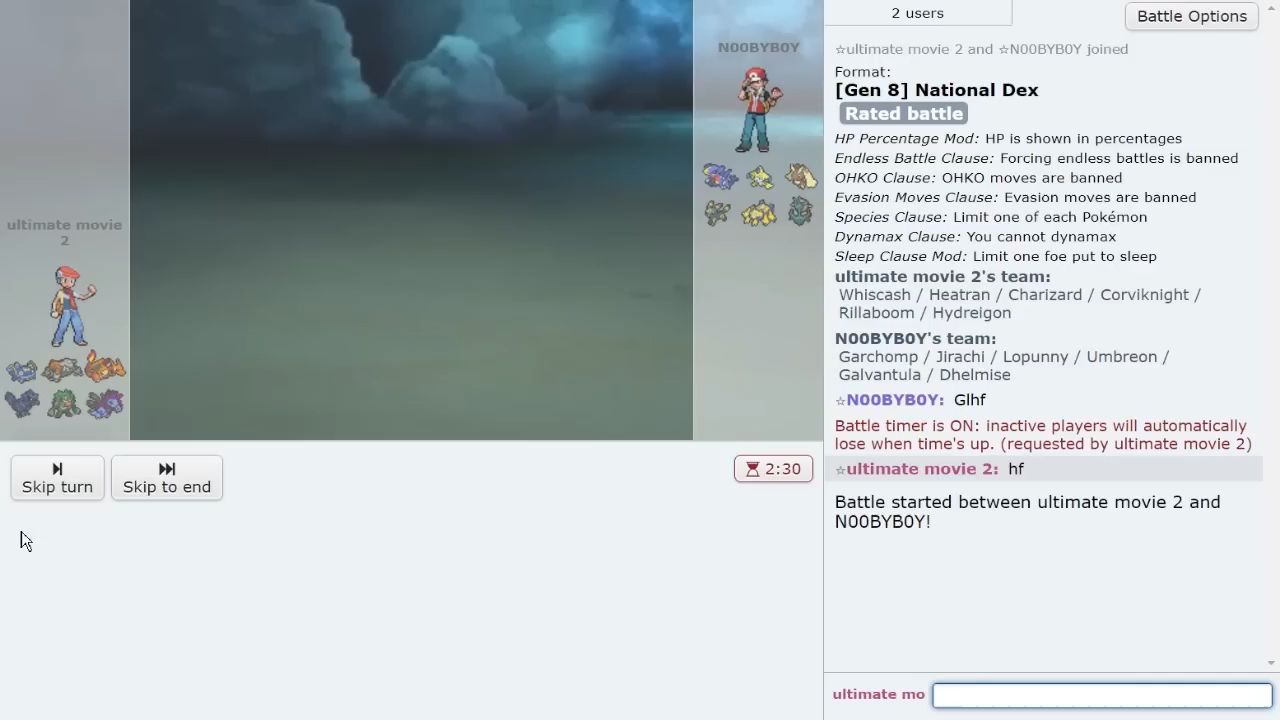 2 users
Battle Options
☆ultimate movie 2 and ☆N00BYB0Y joined
Format:
[Gen 8] National Dex
Rated battle
HP Percentage Mod: HP is shown in percentages
Endless Battle Clause: Forcing endless battles is banned
OHKO Clause: OHKO moves are banned
Evasion Moves Clause: Evasion moves are banned
Species Clause: Limit one of each Pokémon
Dynamax Clause: You cannot dynamax
Sleep Clause Mod: Limit one foe put to sleep
ultimate movie 2's team:
Whiscash / Heatran / Charizard / Corviknight /
Rillaboom / Hydreigon
N00BYB0Y's team:
Garchomp / Jirachi / Lopunny / Umbreon /
Galvantula / Dhelmise
☆N00BYB0Y: Glhf
Battle timer is ON: inactive players will automatically
lose when time's up. (requested by ultimate movie 2)
☆ultimate movie 2: hf
Battle started between ultimate movie 2 and
N00BYB0Y!
ultimate mo
N00BYB0Y
ultimate movie
2
Skip turn
Skip to end
2:30